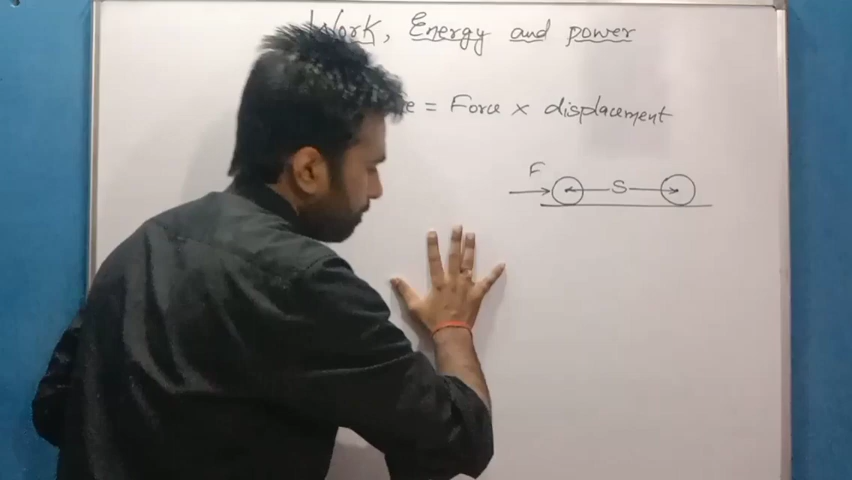 Work, Energy and power
= Force × displacement
F
S